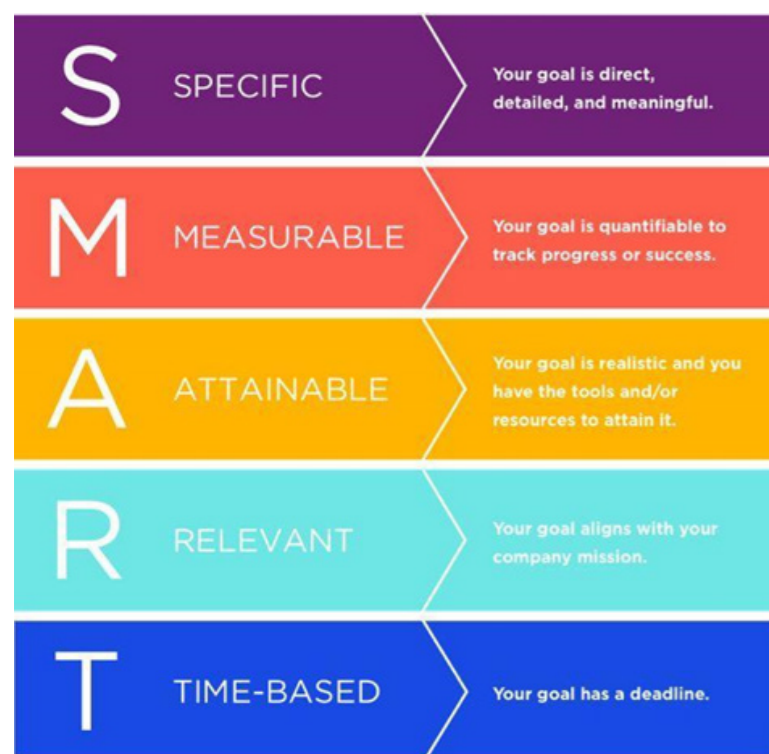 S SPECIFIC
Your goal is direct,
detailed, and meaningful.
M MEASURABLE
Your goal is quantifiable to
track progress or success.
A ATTAINABLE
Your goal is realistic and you
have the tools and/or
resources to attain it.
R RELEVANT
Your goal aligns with your
company mission.
T TIME-BASED
Your goal has a deadline.